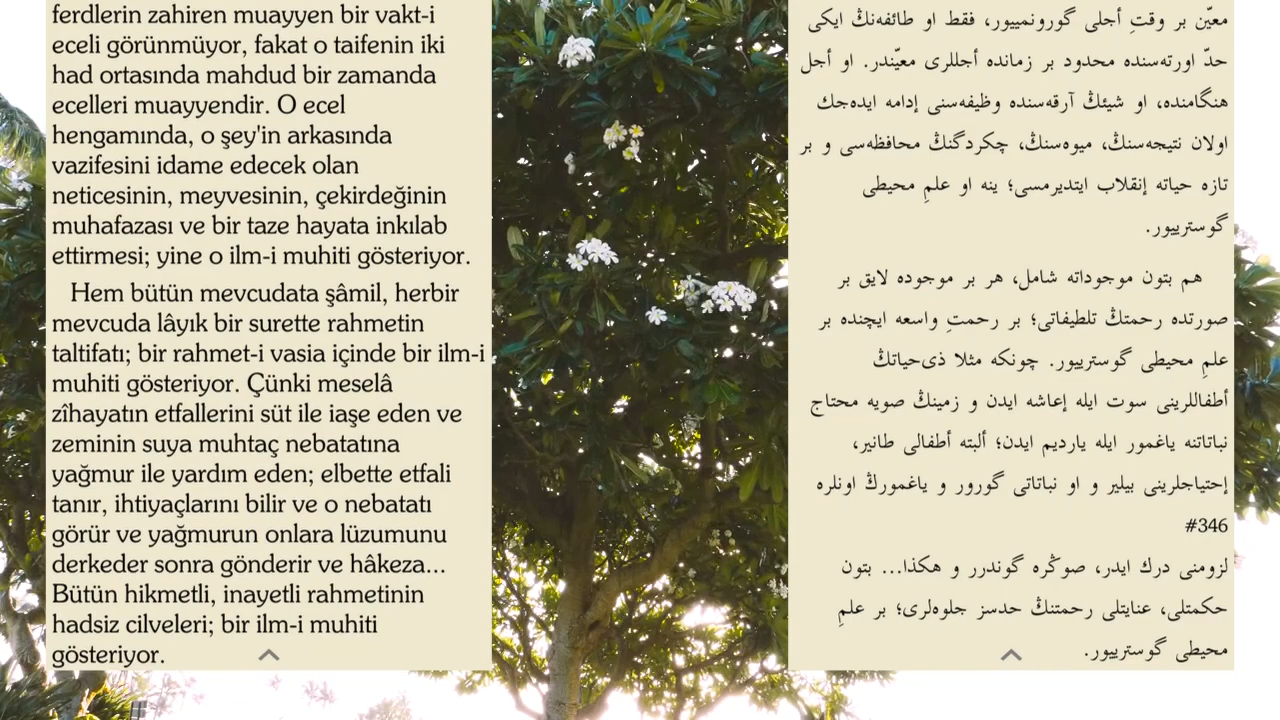 ferdlerin zahiren muayyen bir vakt-i
eceli görünmüyor, fakat o taifenin iki
had ortasında mahdud bir zamanda
ecelleri muayyendir. O ecel
hengamında, o şey'in arkasında
vazifesini idame edecek olan
neticesinin, meyvesinin, çekirdeğinin
muhafazası ve bir taze hayata inkılab
ettirmesi; yine o ilm-i muhiti gösteriyor.
Hem bütün mevcudata şâmil, herbir
mevcuda lâyık bir surette rahmetin
taltifatı; bir rahmet-i vasia içinde bir ilm-i
muhiti gösteriyor. Çünki meselâ
zîhayatın etfallerini süt ile iaşe eden ve
zeminin suya muhtaç nebatatına
yağmur ile yardım eden; elbette etfali
tanır, ihtiyaçlarını bilir ve o nebatatı
görür ve yağmurun onlara lüzumunu
derkeder sonra gönderir ve hâkeza...
Bütün hikmetli, inayetli rahmetinin
hadsiz cilveleri; bir ilm-i muhiti
gösteriyor.
معيّن بر وقتِ أجلى گورونمييور، فقط او طائفه‌نڭ ايكى
حدّ اورته‌سنده محدود بر زمانده أجللرى معيّندر. او أجل
هنگامنده، او شيئڭ آرقه‌سنده وظيفه‌سنى إدامه ايده‌جك
اولان نتيجه‌سنڭ، ميوه‌سنڭ، چكردگنڭ محافظه‌سى و بر
تازه حياته إنقلاب ايتديرمسى؛ ينه او علمِ محيطى
گوسترييور.
هم بتون موجوداته شامل، هر بر موجوده لايق بر
صورتده رحمتڭ تلطيفاتى؛ بر رحمتِ واسعه ايچنده بر
علمِ محيطى گوسترييور. چونكه مثلا ذى‌حياتڭ
أطفاللرينى سوت ايله إعاشه ايدن و زمينڭ صويه محتاج
نباتاتنه ياغمور ايله يارديم ايدن؛ ألبته أطفالى طانير،
إحتياجلرينى بيلير و او نباتاتى گورور و ياغمورڭ اونلره
#346
لزومنى درك ايدر، صوڭره گوندرر و هكذا... بتون
حكمتلى، عنايتلى رحمتنڭ حدسز جلوه‌لرى؛ بر علمِ
محيطى گوسترييور.